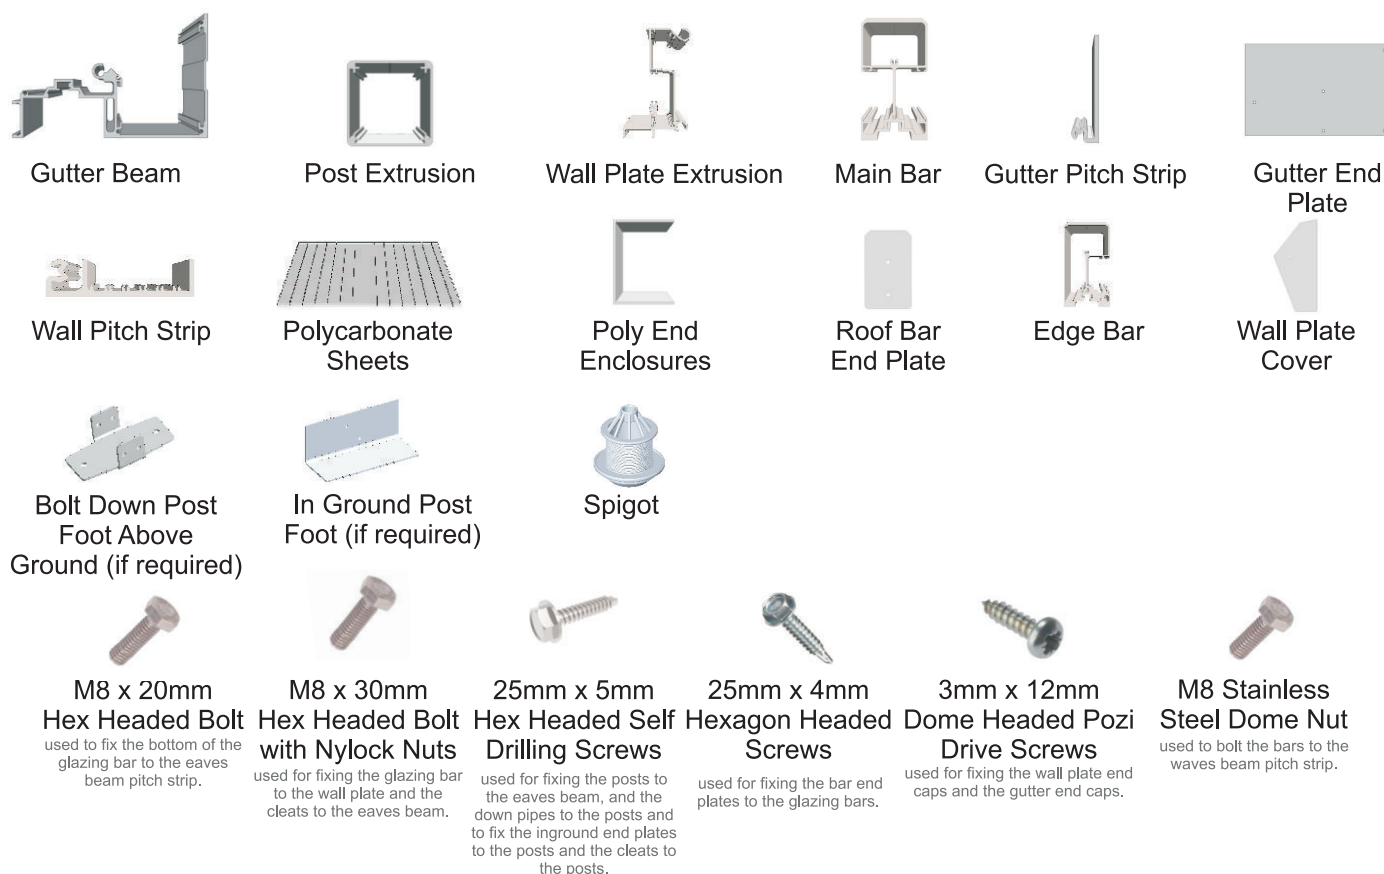 Gutter Beam
Post Extrusion
Wall Plate Extrusion
Main Bar
Gutter Pitch Strip
Gutter End
Plate
Wall Pitch Strip
Polycarbonate
Sheets
Poly End
Enclosures
Roof Bar
End Plate
Edge Bar
Wall Plate
Cover
Bolt Down Post
Foot Above
Ground (if required)
In Ground Post
Foot (if required)
Spigot
M8 x 20mm
Hex Headed Bolt
used to fix the bottom of the
glazing bar to the eaves
beam pitch strip.
M8 x 30mm
Hex Headed Bolt
with Nylock Nuts
used for fixing the glazing bar
to the wall plate and the
cleats to the eaves beam.
25mm x 5mm
Hex Headed Self
Drilling Screws
used for fixing the posts to
the eaves beam, and the
down pipes to the posts and
to fix the inground end plates
to the posts and the cleats to
the posts.
25mm x 4mm
Hexagon Headed
Screws
used for fixing the bar end
plates to the glazing bars.
3mm x 12mm
Dome Headed Pozi
Drive Screws
used for fixing the wall plate end
caps and the gutter end caps.
M8 Stainless
Steel Dome Nut
used to bolt the bars to the
waves beam pitch strip.